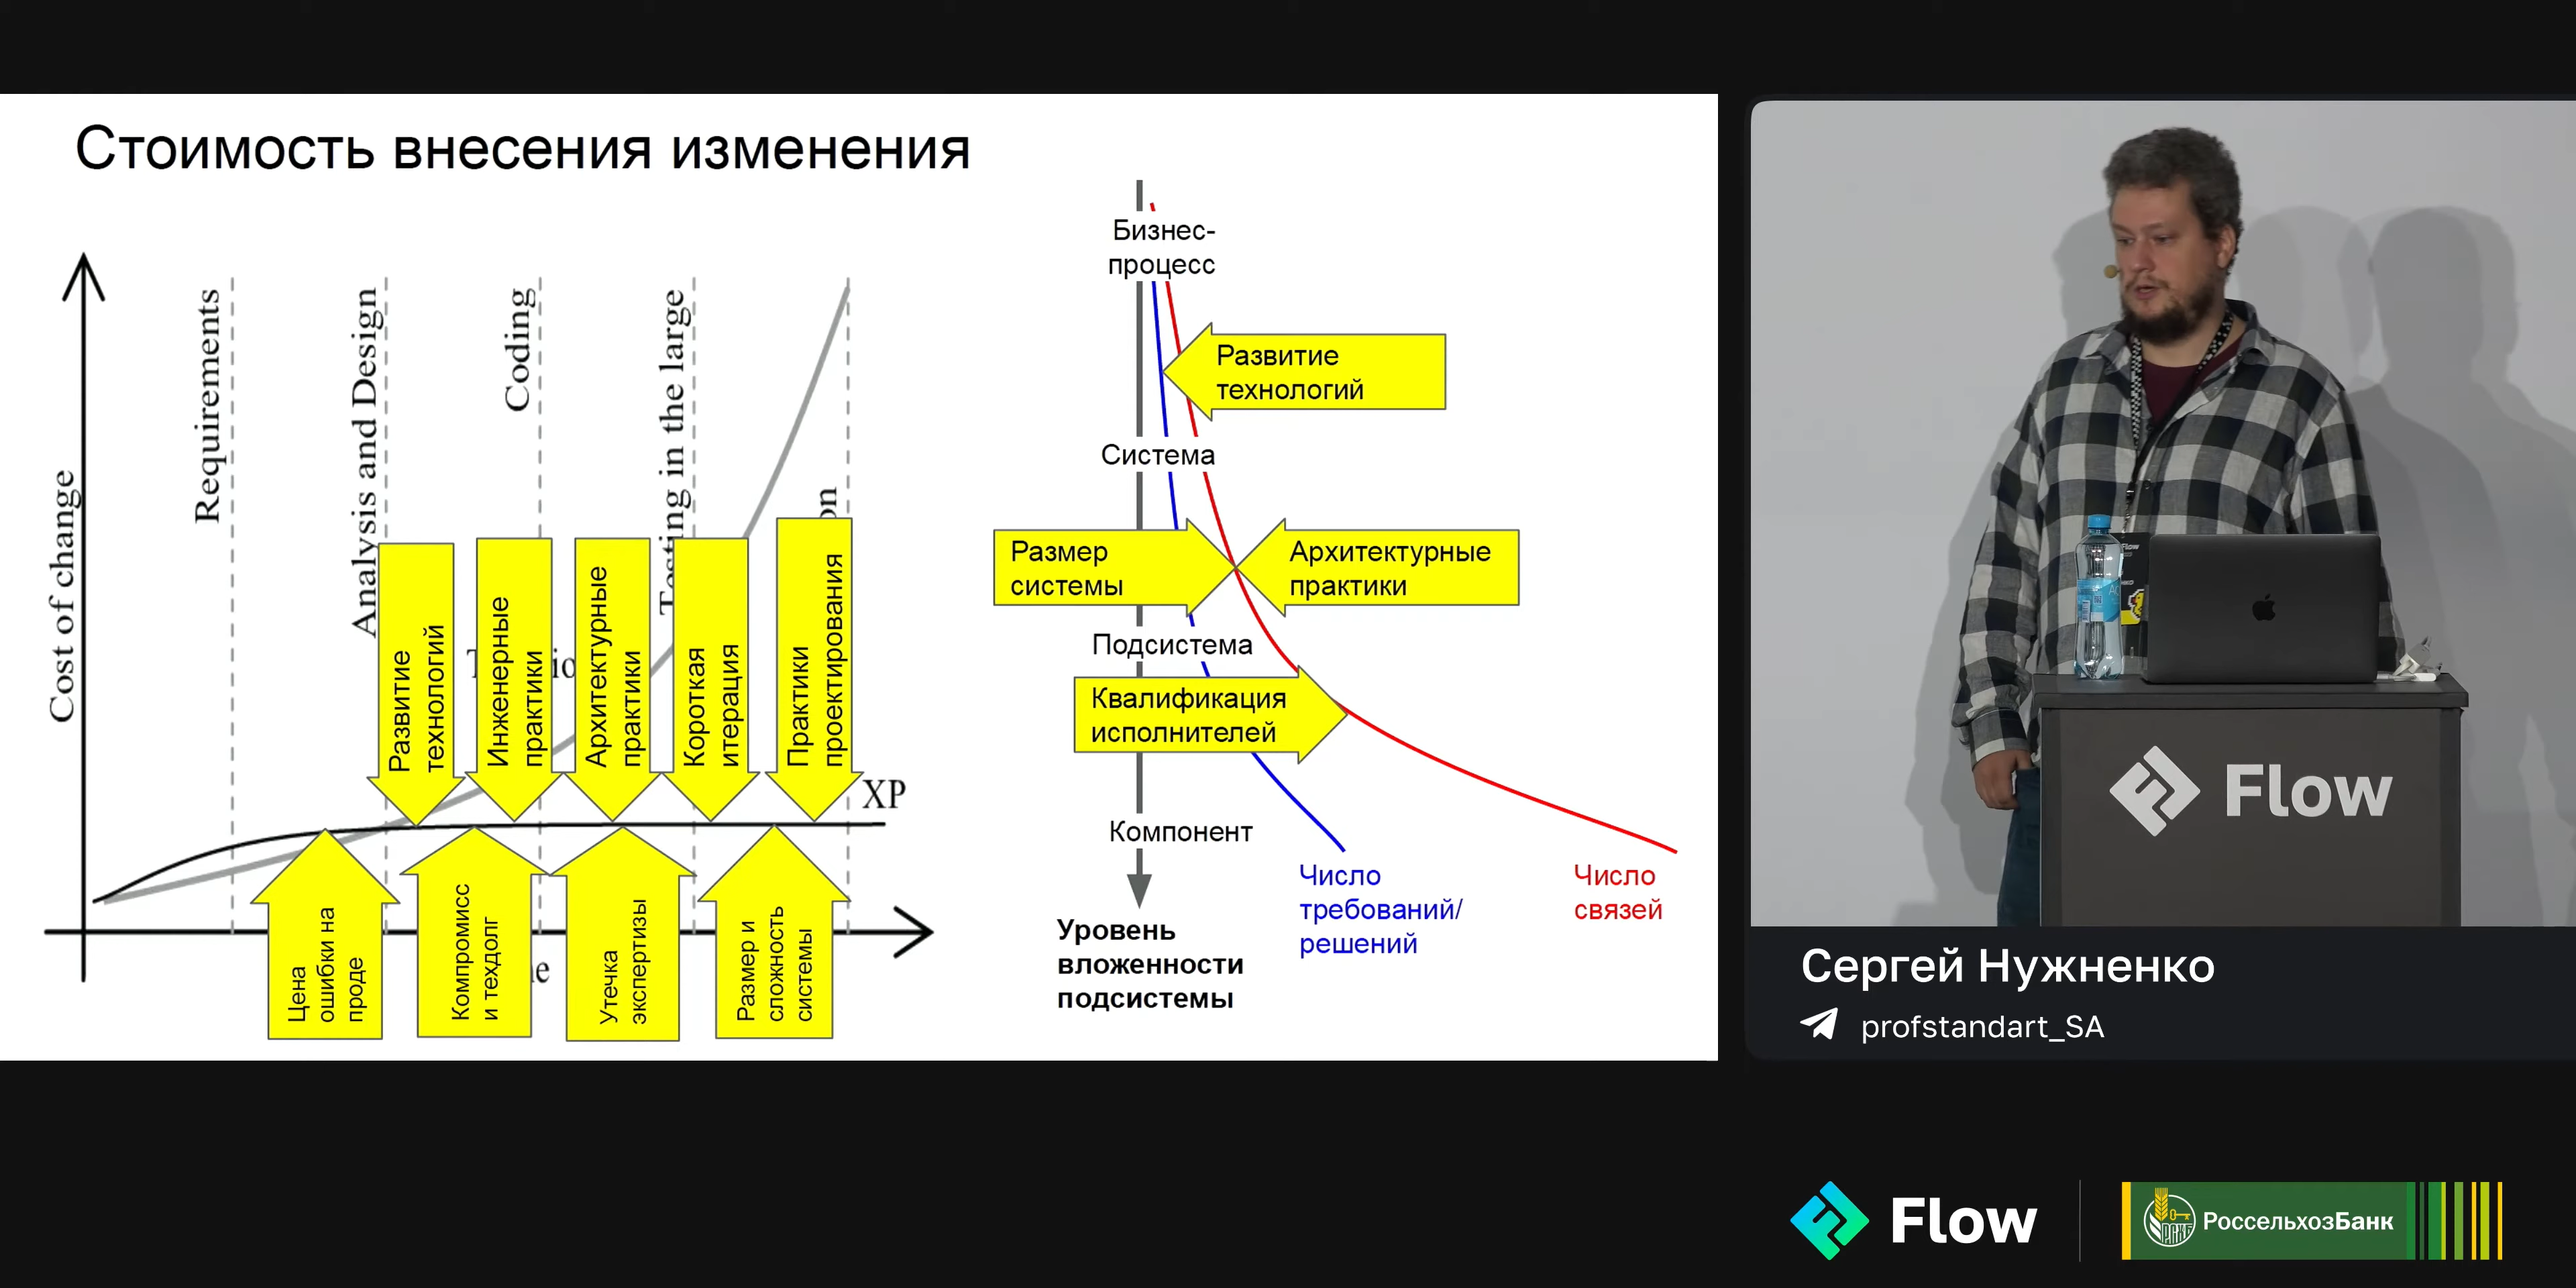 Стоимость внесения изменения
Cost of change
Requirements
Analysis and Design
Coding
Testing in the large
Развитие
технологий
Инженерные
практики
Архитектурные
практики
Короткая
итерация
Практики
проектирования
XP
Цена
ошибки на
проде
Компромисс
и техдолг
Утечка
экспертизы
Размер и
сложность
системы
Бизнес-
процесс
Развитие
технологий
Система
Размер
системы
Архитектурные
практики
Подсистема
Квалификация
исполнителей
Компонент
Уровень
вложенности
подсистемы
Число
требований/
решений
Число
связей
Flow
Сергей Нужненко
profstandart_SA
Flow
РоссельхозБанк